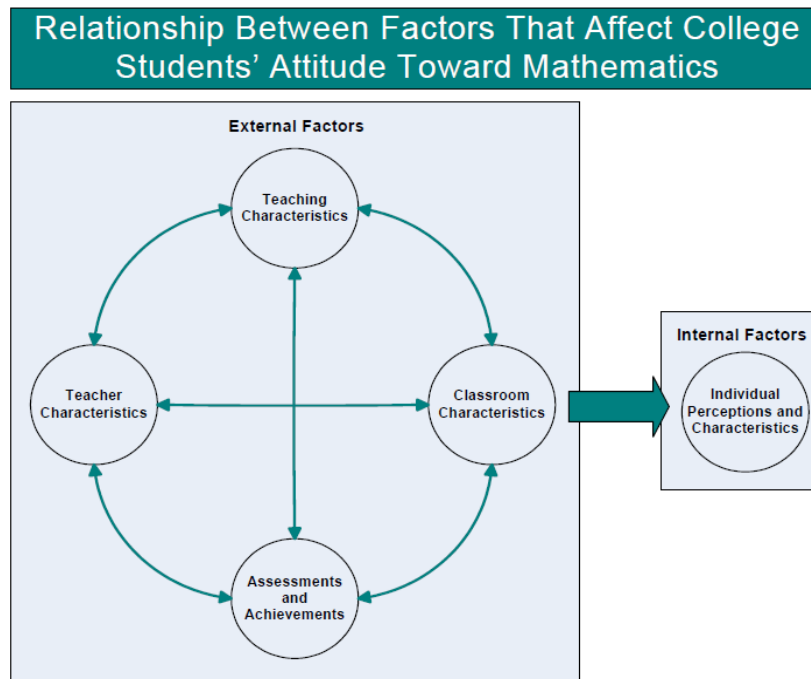 Relationship Between Factors That Affect College
Students’ Attitude Toward Mathematics
External Factors
Teaching
Characteristics
Teacher
Characteristics
Classroom
Characteristics
Assessments
and
Achievements
Internal Factors
Individual
Perceptions and
Characteristics